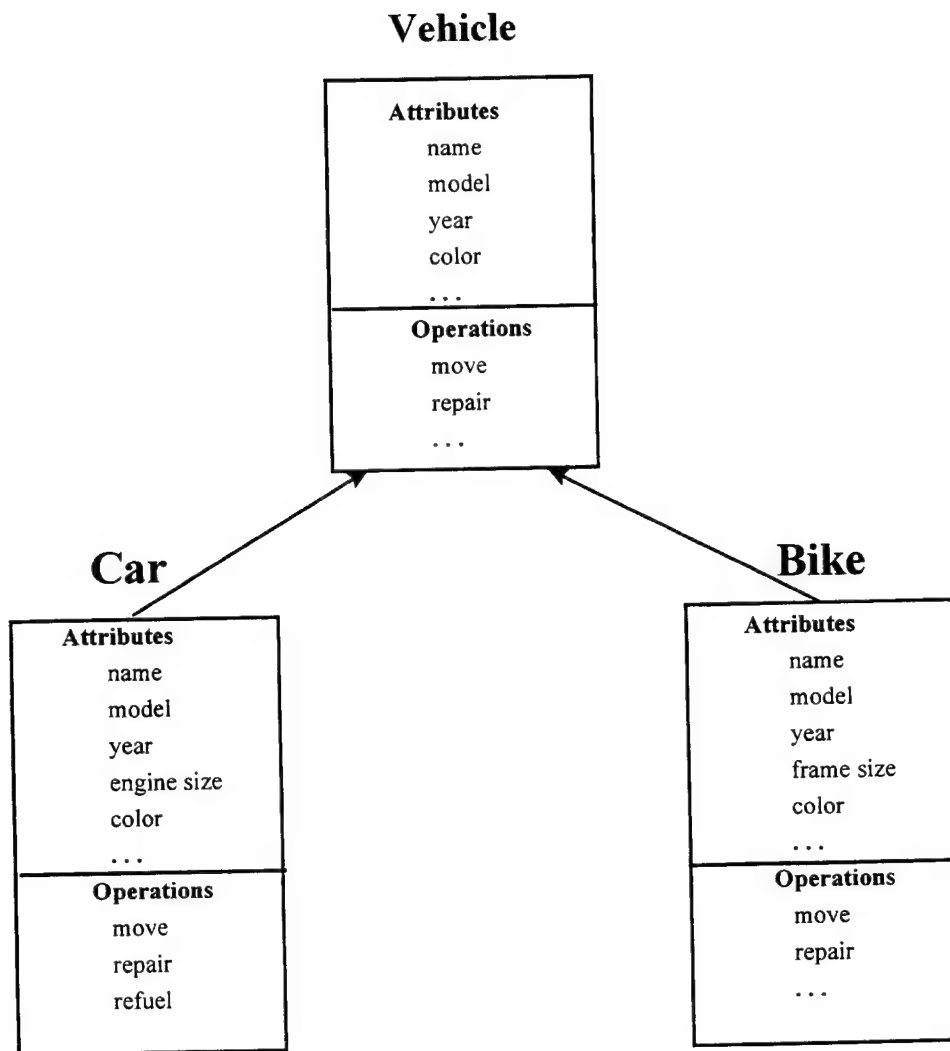 Vehicle
Attributes
name
model
year
color
...
Operations
move
repair
...
Car
Attributes
name
model
year
engine size
color
...
Operations
move
repair
refuel
Bike
Attributes
name
model
year
frame size
color
...
Operations
move
repair
...